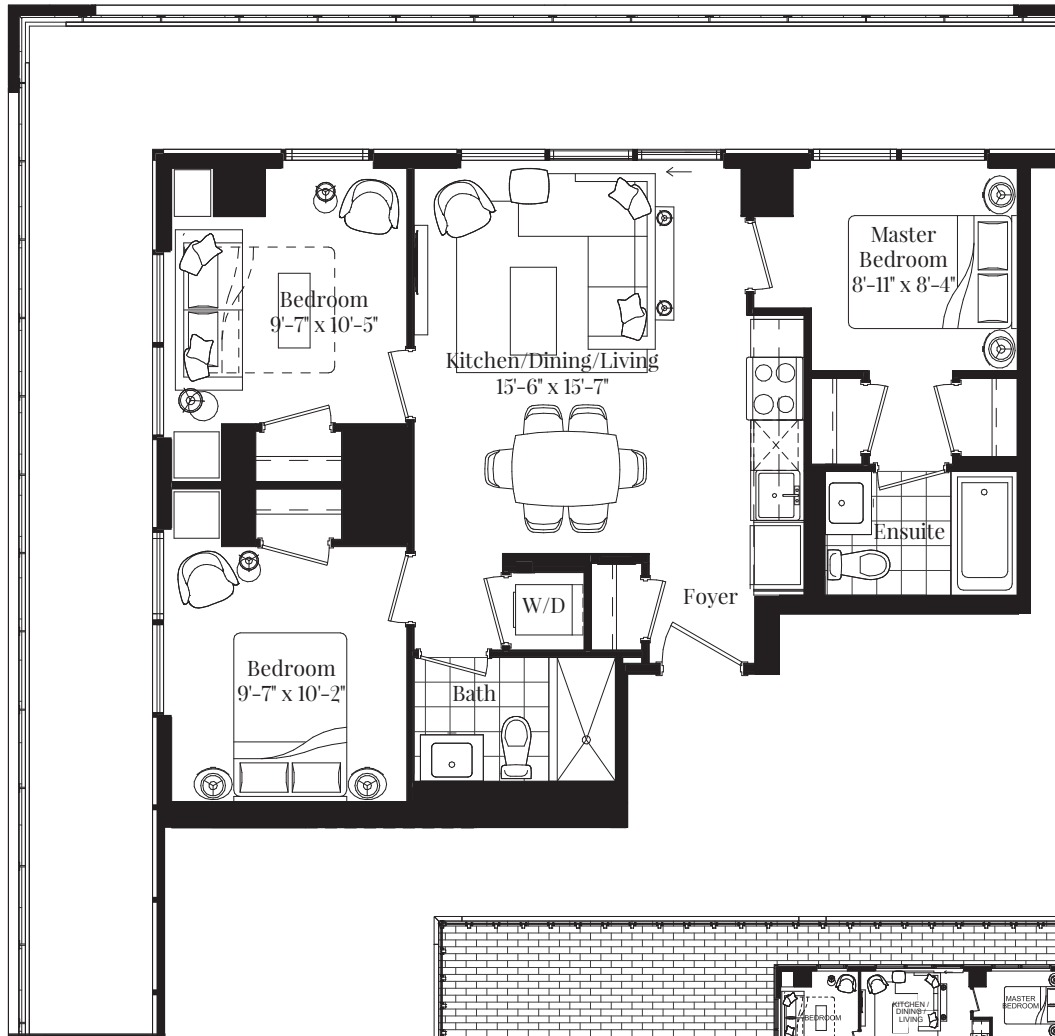 Master
Bedroom
8'-11" x 8'-4"
Bedroom
9'-7" x 10'-5"
Kitchen/Dining/Living
15'-6" x 15'-7"
Ensuite
W/D
Foyer
Bedroom
9'-7" x 10'-2"
Bath
BEDROOM
KITCHEN /
DINING /
LIVING
MASTER
BEDROOM